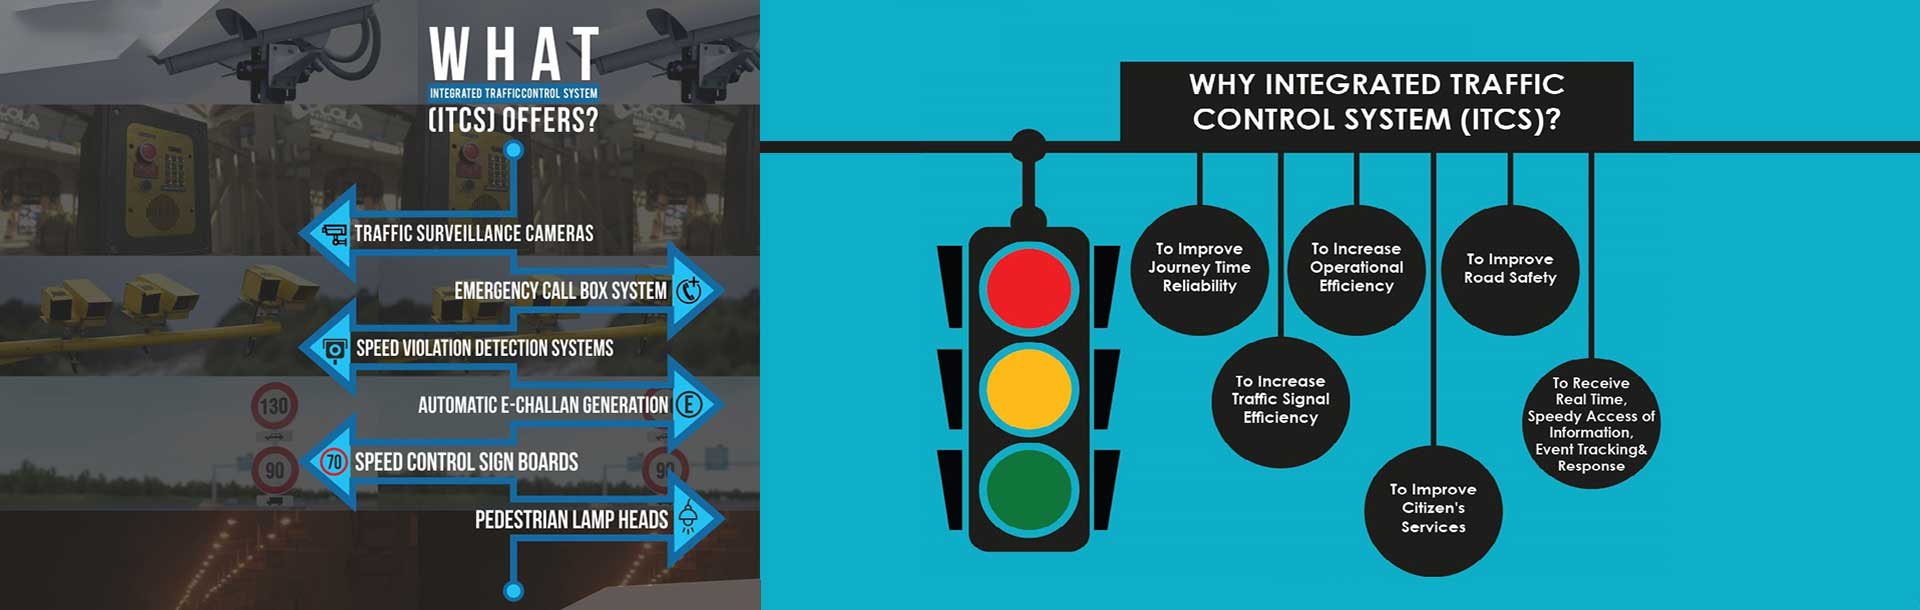 WHAT
INTEGRATED TRAFFIC CONTROL SYSTEM
(ITCS) OFFERS?
TRAFFIC SURVEILLANCE CAMERAS
EMERGENCY CALL BOX SYSTEM
SPEED VIOLATION DETECTION SYSTEMS
AUTOMATIC E-CHALLAN GENERATION
E
130
70
SPEED CONTROL SIGN BOARDS
90
90
PEDESTRIAN LAMP HEADS
WHY INTEGRATED TRAFFIC
CONTROL SYSTEM (ITCS)?
To Improve
Journey Time
Reliability
To Increase
Traffic Signal
Efficiency
To Increase
Operational
Efficiency
To Improve
Citizen's
Services
To Improve
Road Safety
To Receive
Real Time,
Speedy Access of
Information,
Event Tracking&
Response